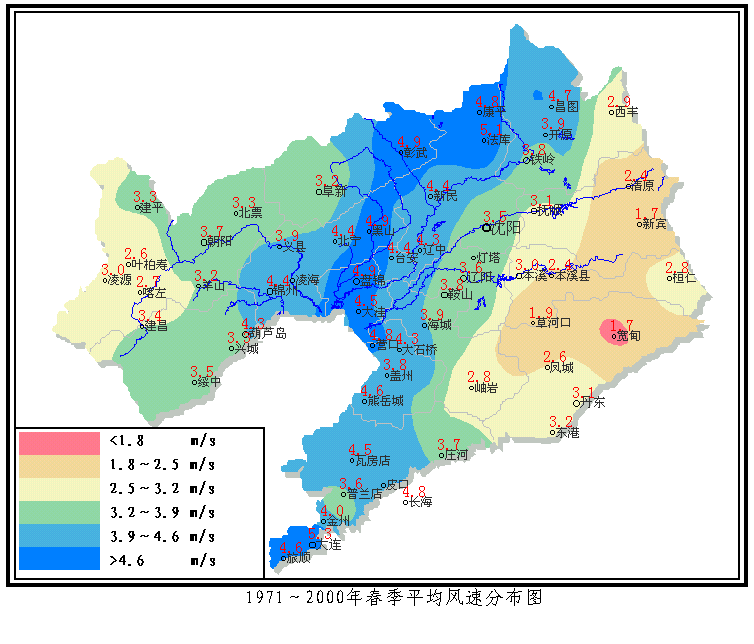 4.7
昌图
4.8
康平
2.9
西丰
3.9
开原
法库
4.9
彰武
3.8
铁岭
2.4
清原
3.2
阜新
4.4
新民
3.3
建平
3.3
北票
3.1
抚顺
1.7
新宾
3.5
沈阳
3.7
朝阳
3.9
义县
4.4
北宁
黑山
辽中
4.4
台安
灯塔
2.6
叶柏寿
3.0
凌源
喀左
3.2
羊山
4.4
锦州
凌海
盘锦
3.6
辽阳
本溪
本溪县
桓仁
鞍山
3.4
建昌
大洼
3.9
海城
1.9
草河口
1.7
宽甸
葫芦岛
兴城
营口
4.3
大石桥
3.8
盖州
2.6
凤城
3.5
绥中
4.6
熊岳城
2.8
岫岩
3.1
丹东
3.2
东港
4.5
瓦房店
3.7
庄河
3.6
普兰店
皮口
4.8
长海
4.0
金州
5.3
大连
4.6
旅顺
<1.8 m/s
1.8～2.5 m/s
2.5～3.2 m/s
3.2～3.9 m/s
3.9～4.6 m/s
>4.6 m/s
1971～2000年春季平均风速分布图